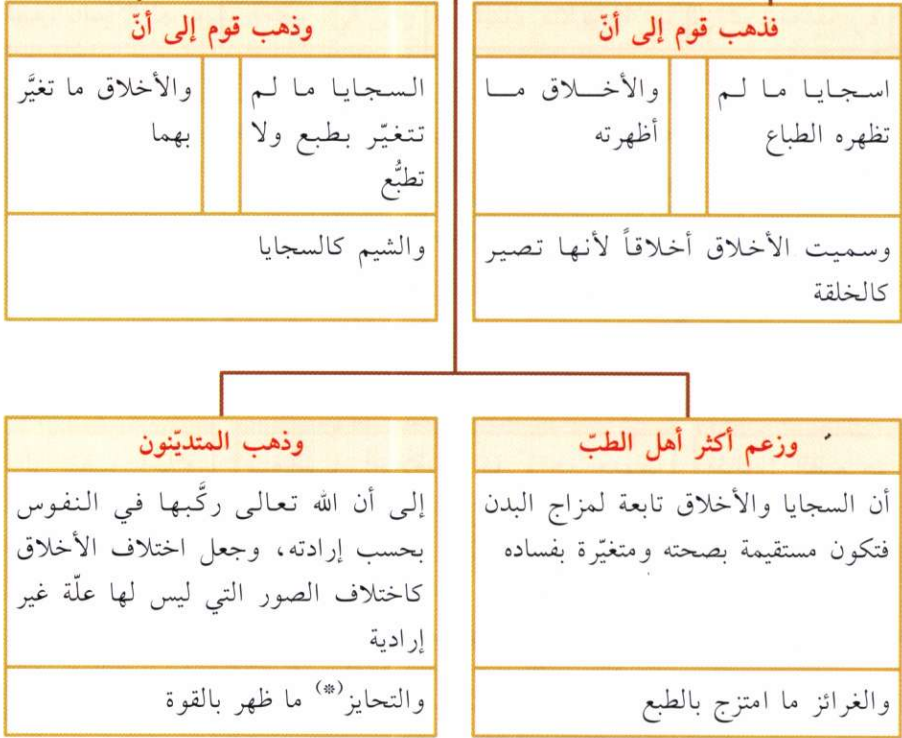 فذهب قوم إلى أنّ
اسجايا ما لم
تظهره الطباع
والأخلاق ما
أظهرته
وسميت الأخلاق أخلاقاً لأنها تصير
كالخلقة
وذهب قوم إلى أنّ
السجايا ما لم
تتغيّر بطبع ولا
تطبُّع
والأخلاق ما تغيَّر
بهما
والشيم كالسجايا
وزعم أكثر أهل الطبّ
أن السجايا والأخلاق تابعة لمزاج البدن
فتكون مستقيمة بصحته ومتغيّرة بفساده
والغرائز ما امتزج بالطبع
وذهب المتديّنون
إلى أن الله تعالى ركَّبها في النفوس
بحسب إرادته، وجعل اختلاف الأخلاق
كاختلاف الصور التي ليس لها علّة غير
إرادية
والتحايز(*) ما ظهر بالقوة